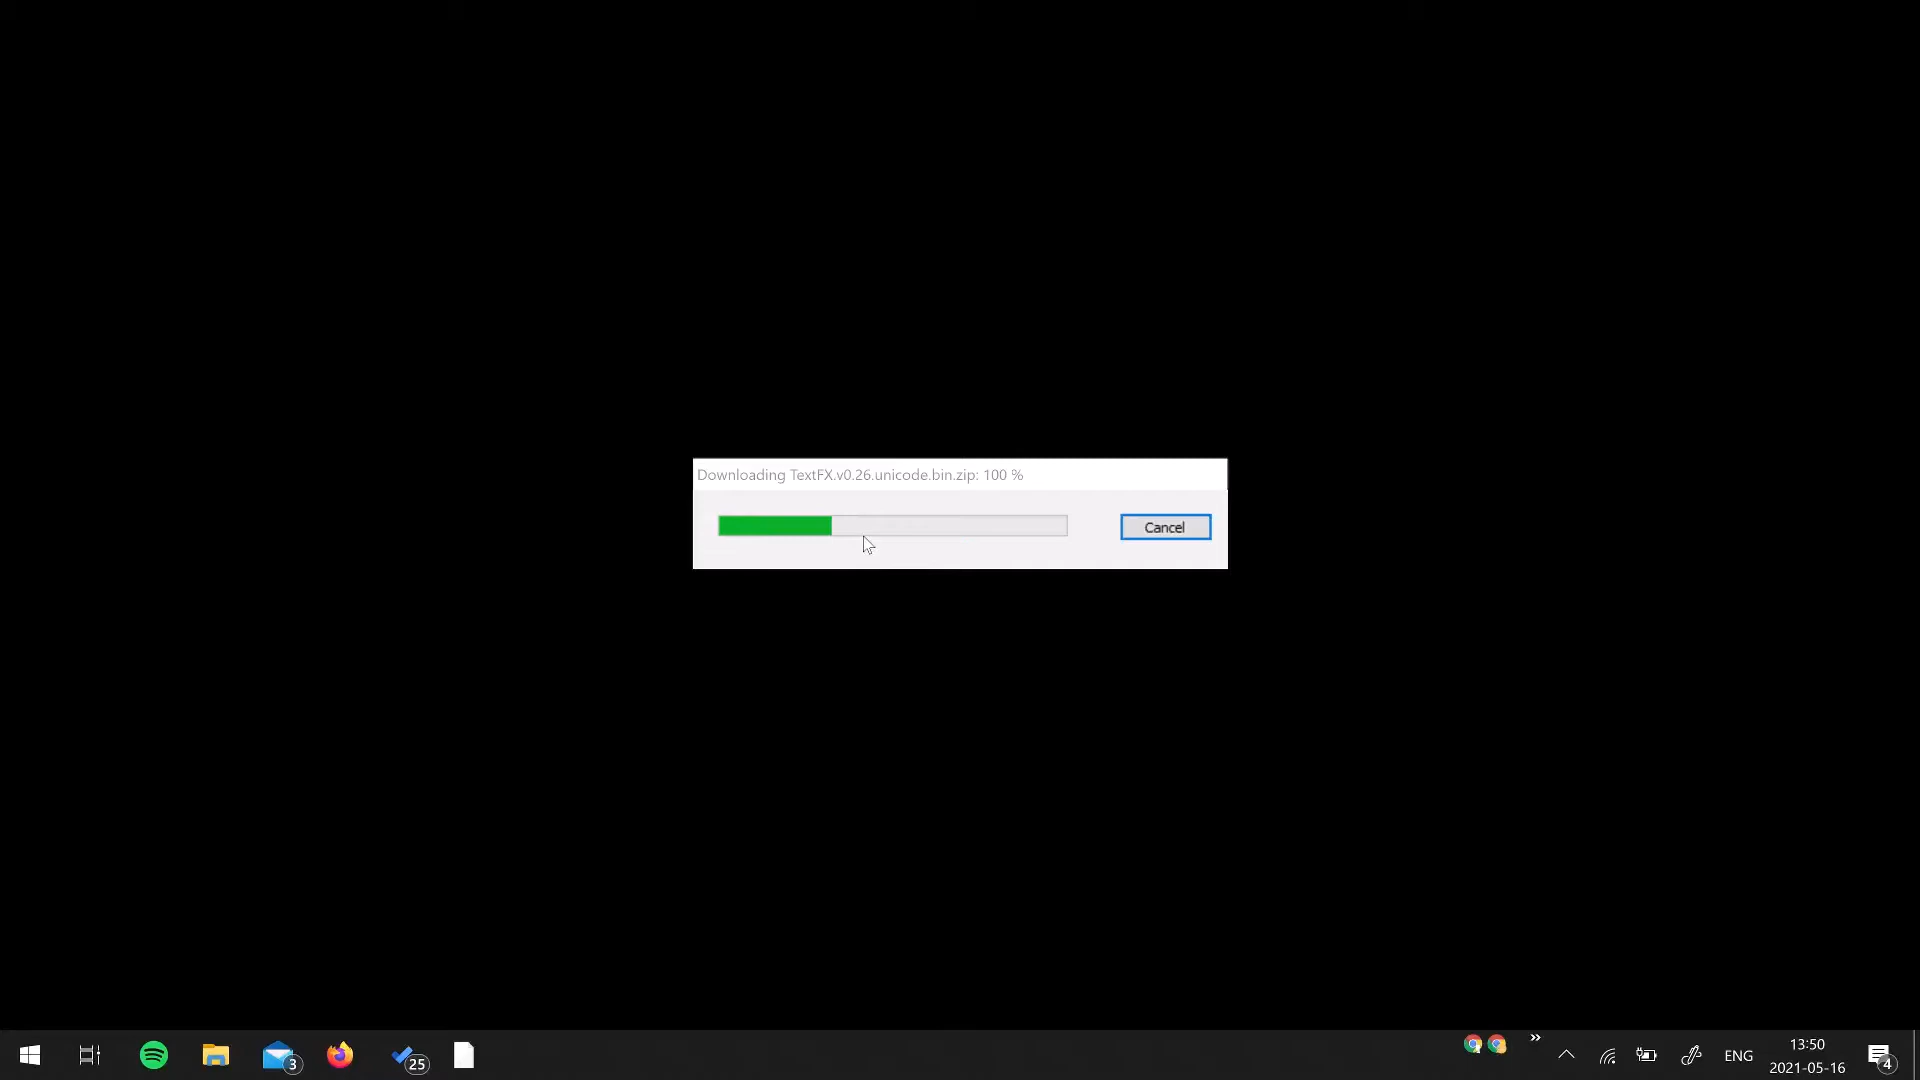 Downloading TextFX.v0.26.unicode.bin.zip: 100 %
Cancel
3
25
»
ENG
13:50
2021-05-16
4